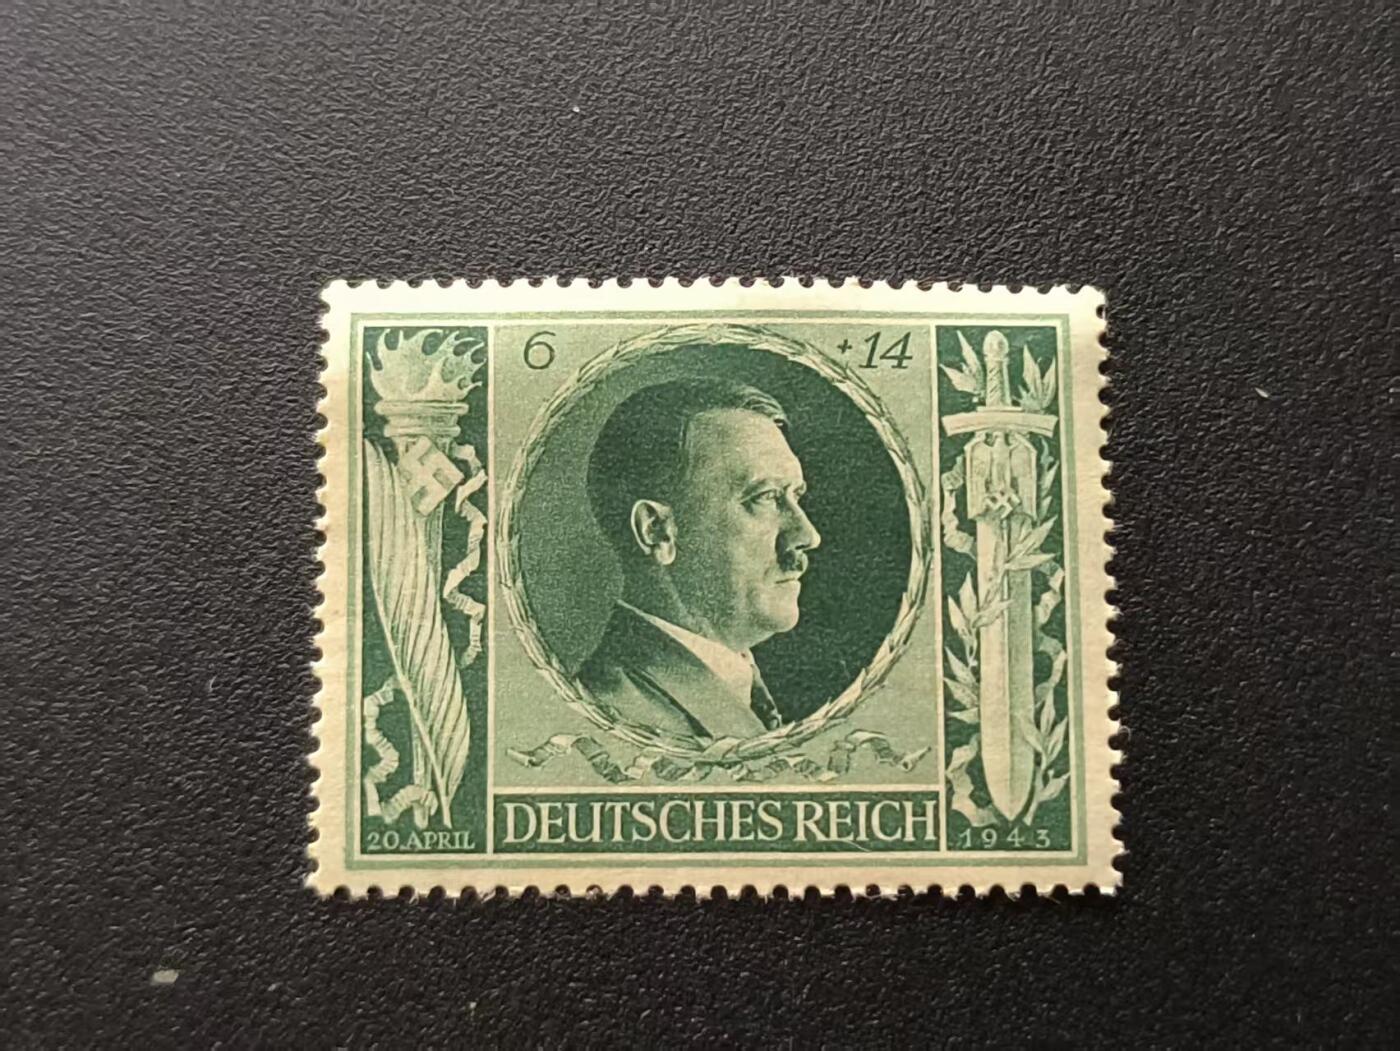 6 +14
20.APRIL DEUTSCHES REICH 1943